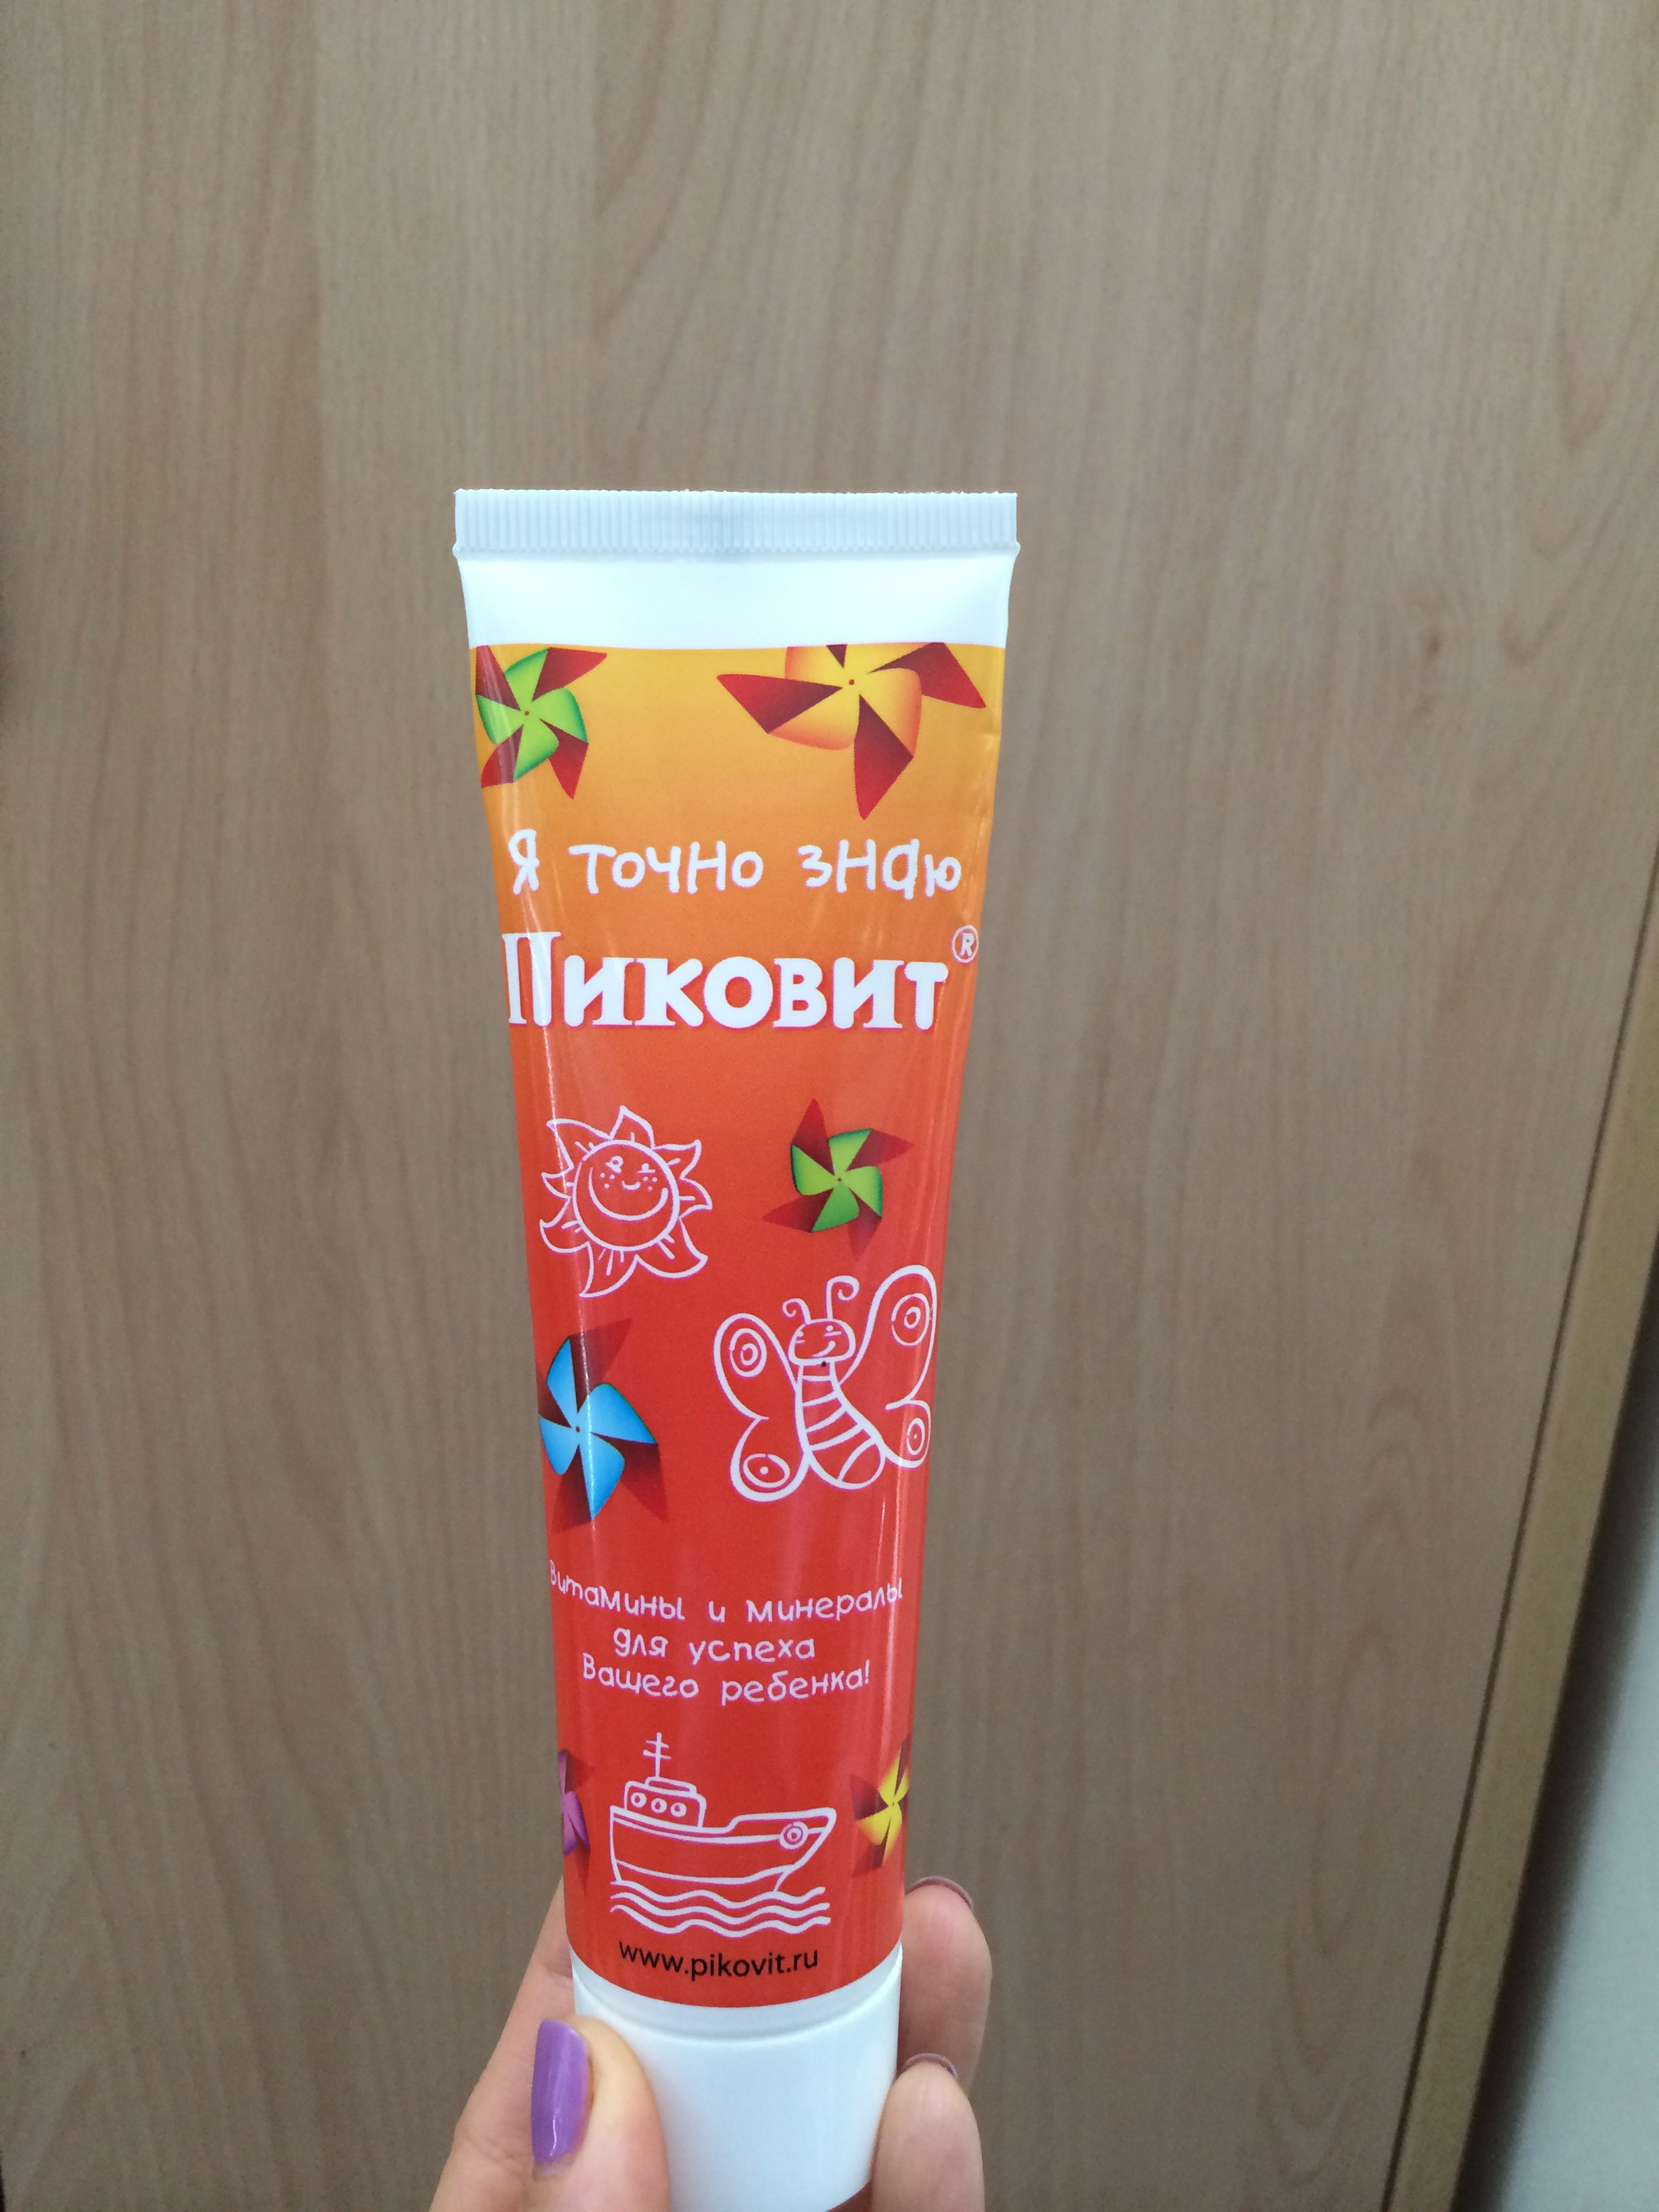 я точно знаю
Пиковит®
Витамины и минералы
для успеха
Вашего ребенка!
www.pikovit.ru